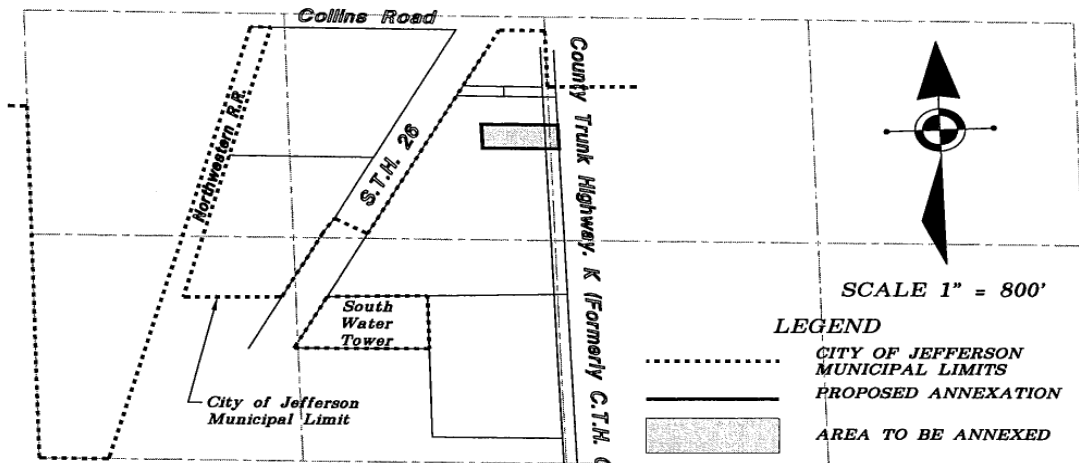 Collins Road
Northwestern R.R.
S.T.H. 26
County Trunk Highway. K (Formerly C.T.H.
South
Water
Tower
City of Jefferson
Municipal Limit
SCALE 1" = 800'
LEGEND
CITY OF JEFFERSON
MUNICIPAL LIMITS
PROPOSED ANNEXATION
AREA TO BE ANNEXED